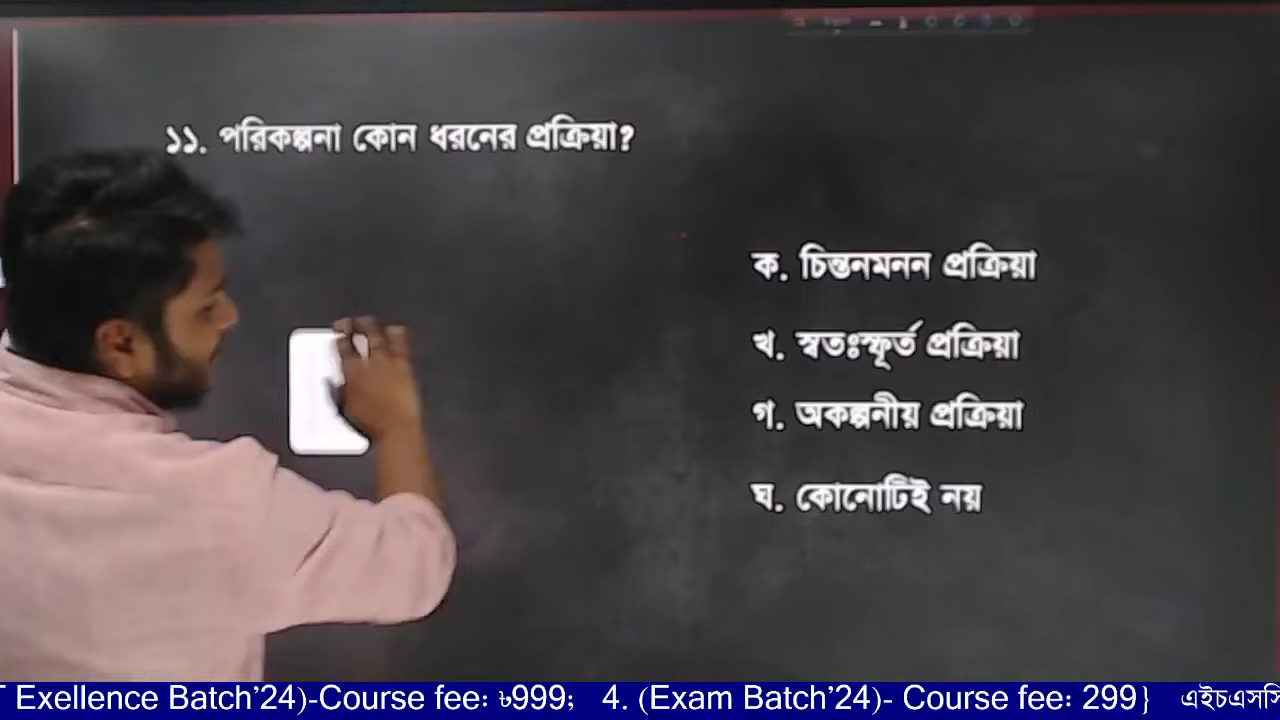 ১১. পরিকল্পনা কোন ধরনের প্রক্রিয়া?
ক. চিন্তনমনন প্রক্রিয়া
খ. স্বতঃস্ফূর্ত প্রক্রিয়া
গ. অকল্পনীয় প্রক্রিয়া
ঘ. কোনোটিই নয়
Exellence Batch’24)-Course fee: ৳999; 4. (Exam Batch’24)- Course fee: 299} এইচএসসি